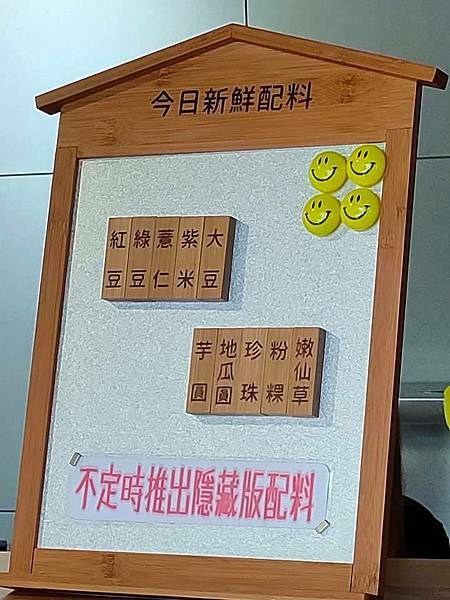 今日新鮮配料
紅豆
綠豆
薏仁
紫米
大豆
芋圓
地瓜圓
珍珠
粉粿
嫩仙草
不定時推出隱藏版配料